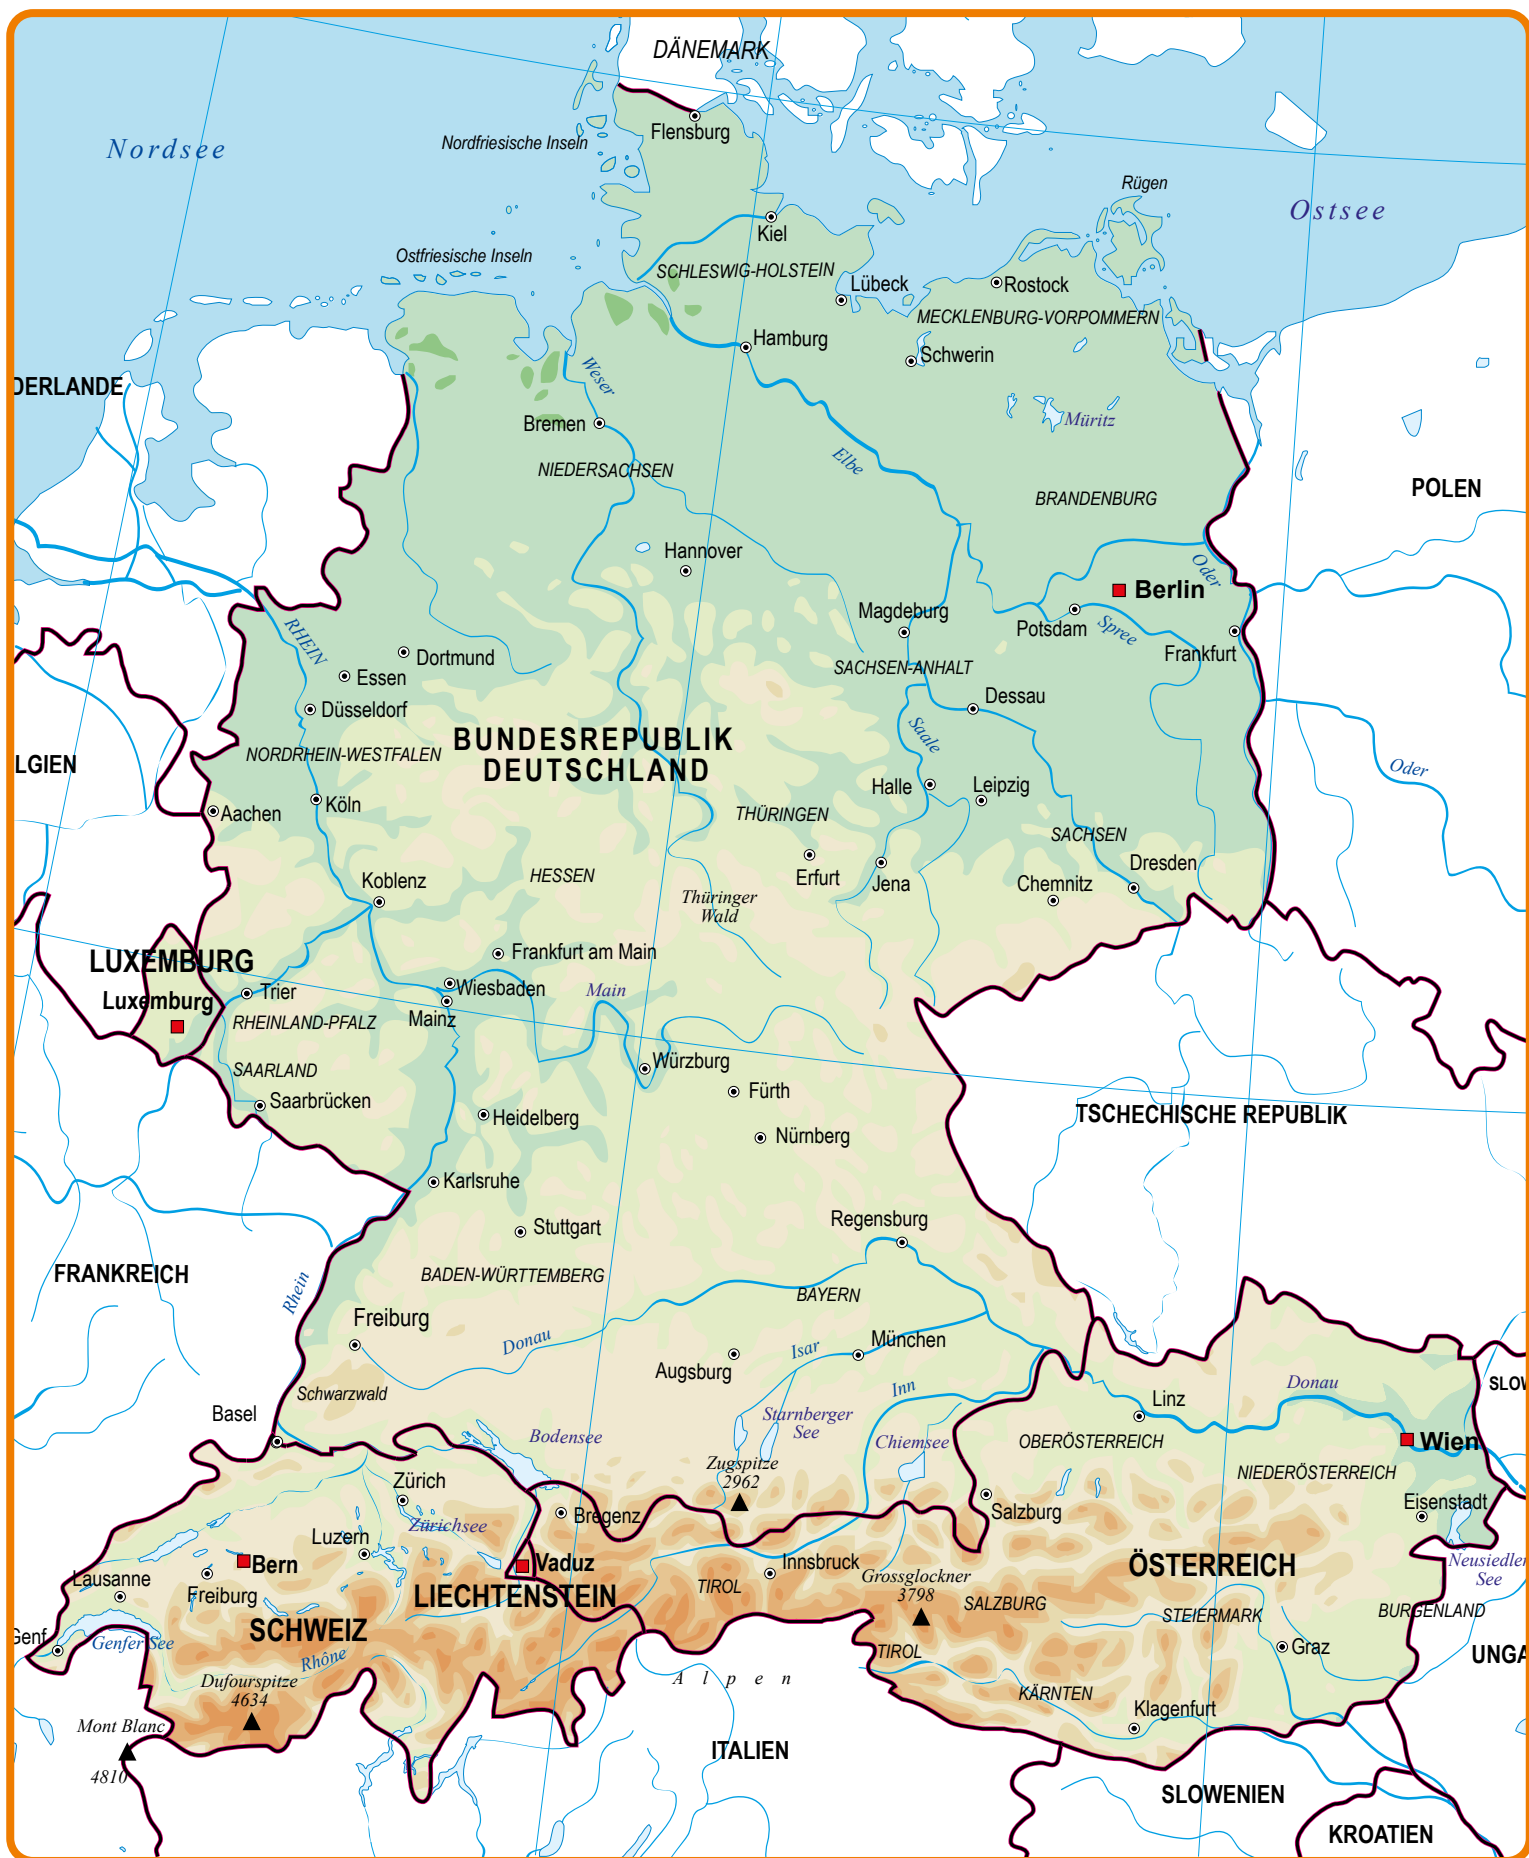 DÄNEMARK
Flensburg
Nordsee
Nordfriesische Inseln
Rügen
Ostsee
Kiel
Ostfriesische Inseln
SCHLESWIG-HOLSTEIN
Lübeck
Rostock
MECKLENBURG-VORPOMMERN
Hamburg
Schwerin
DERLANDE
Weser
Bremen
Müritz
Elbe
NIEDERSACHSEN
POLEN
BRANDENBURG
Hannover
Oder
Berlin
Magdeburg
Potsdam
Spree
RHEIN
Frankfurt
Dortmund
SACHSEN-ANHALT
Essen
Dessau
Düsseldorf
Saale
BUNDESREPUBLIK
DEUTSCHLAND
NORDRHEIN-WESTFALEN
LGIEN
Oder
Halle
Leipzig
Köln
Aachen
THÜRINGEN
SACHSEN
Dresden
Koblenz
HESSEN
Erfurt
Jena
Chemnitz
Thüringer
Wald
Frankfurt am Main
LUXEMBURG
Trier
Wiesbaden
Main
Luxemburg
Mainz
RHEINLAND-PFALZ
SAARLAND
Würzburg
Fürth
Saarbrücken
Heidelberg
TSCHECHISCHE REPUBLIK
Nürnberg
Karlsruhe
Stuttgart
Regensburg
FRANKREICH
BADEN-WÜRTTEMBERG
Rhein
BAYERN
Freiburg
Donau
Isar
München
Augsburg
Schwarzwald
Inn
Donau
SLOW
Basel
Linz
Starnberger
See
Bodensee
Chiemsee
OBERÖSTERREICH
Wien
Zugspitze
2962
NIEDERÖSTERREICH
Zürich
Bregenz
Salzburg
Eisenstadt
Zürichsee
Luzern
Bern
Vaduz
Innsbruck
ÖSTERREICH
Neusiedler
See
Lausanne
Freiburg
LIECHTENSTEIN
TIROL
Grossglockner
3798
SALZBURG
STEIERMARK
BURGENLAND
Genf
Genfer See
SCHWEIZ
Rhône
TIROL
Graz
UNGA
Dufourspitze
4634
Alpen
KÄRNTEN
Klagenfurt
Mont Blanc
4810
ITALIEN
SLOWENIEN
KROATIEN